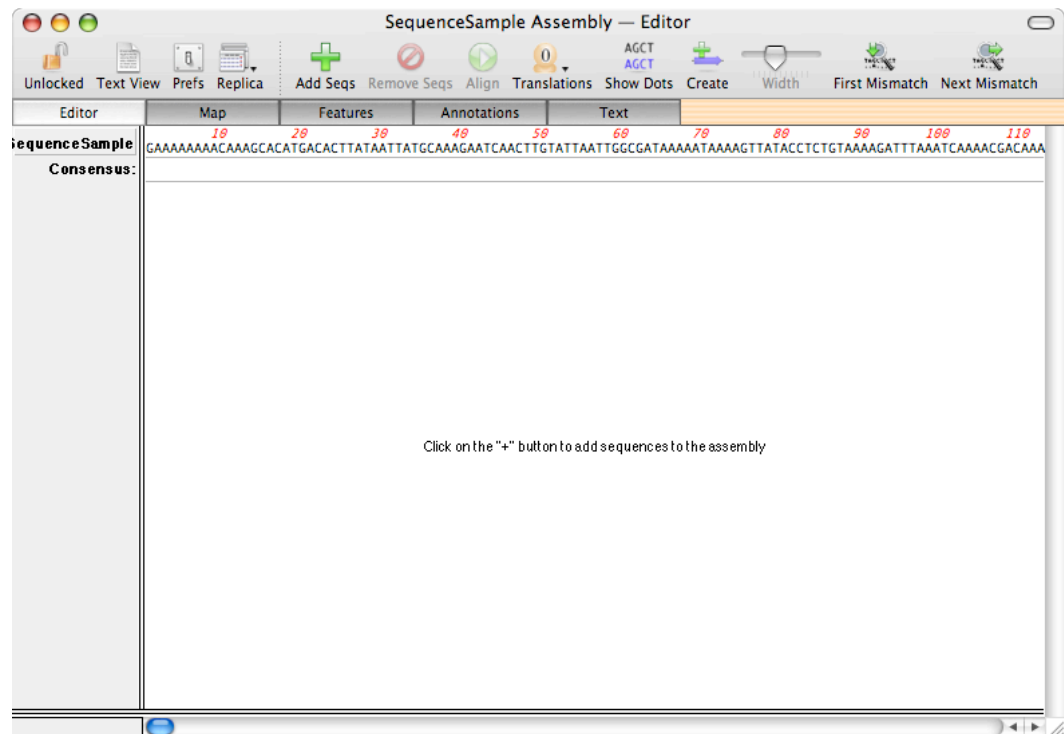 SequenceSample Assembly — Editor
AGCT
AGCT
Unlocked Text View Prefs Replica Add Seqs Remove Seqs Align Translations Show Dots Create Width First Mismatch Next Mismatch
Editor Map Features Annotations Text
10 20 30 40 50 60 70 80 90 100 110
SequenceSample GAAAAAAAACAAAGCACATGACACTTATAATTATGCAAAGAATCAACTTGTATTAATTGGCGATAAAAATAAAAGTTATACCTCTGTAAAAGATTTAAATCAAAACGACAAA
Consensus:
Click on the "+" button to add sequences to the assembly